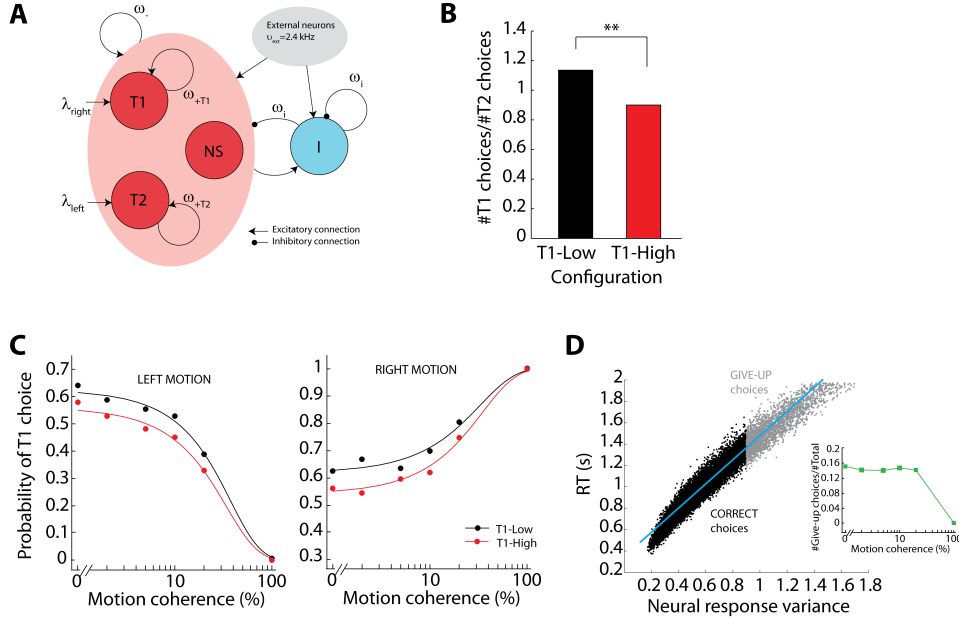 A
ω-
External neurons
υext=2.4 kHz
T1
ω+T1
λright
ωi
ωi
NS
I
T2
ω+T2
λleft
Excitatory connection
Inhibitory connection
B
#T1 choices/#T2 choices
1.4
1.2
1
0.8
0.6
0.4
0.2
0
**
T1-Low T1-High
Configuration
C
Probability of T1 choice
0.7
0.6
0.5
0.4
0.3
0.2
0.1
0
LEFT MOTION
0 10 100
Motion coherence (%)
1
0.9
0.8
0.7
0.6
0.5
0.4
0.3
RIGHT MOTION
T1-Low
T1-High
0 10 100
Motion coherence (%)
D
RT (s)
2
1.8
1.6
1.4
1.2
1
0.8
0.6
0.4
0.2
GIVE-UP
choices
CORRECT
choices
0.2 0.4 0.6 0.8 1 1.2 1.4 1.6 1.8
Neural response variance
#Give-up choices/#Total
0.2
0.16
0.12
0.08
0.04
0
0 10 100
Motion coherence (%)